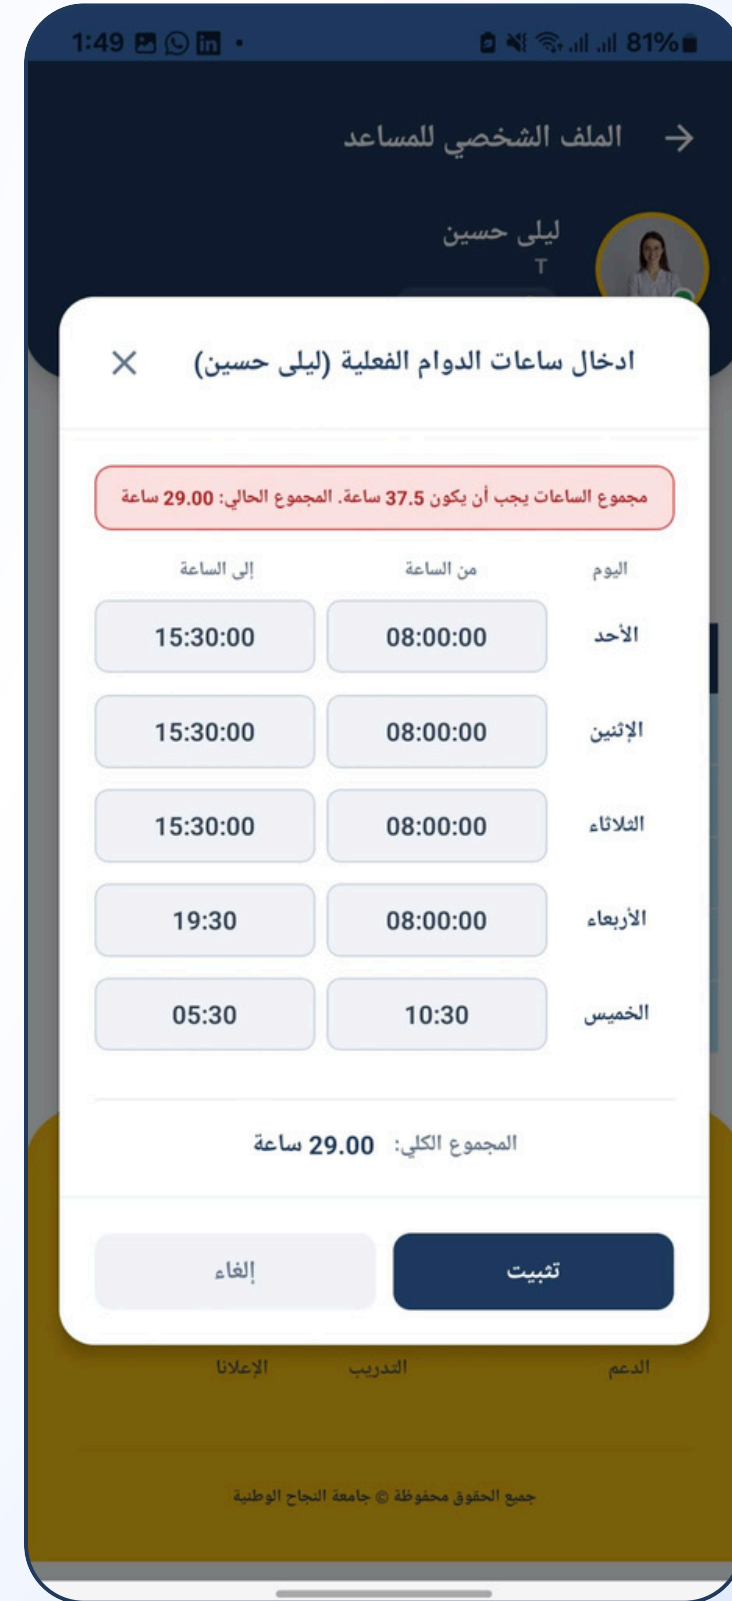 1:49 in • 81%
الملف الشخصي للمساعد
ليلى حسين
T
ادخال ساعات الدوام الفعلية (ليلى حسين)
مجموع الساعات يجب أن يكون 37.5 ساعة. المجموع الحالي: 29.00 ساعة
اليوم من الساعة إلى الساعة
الأحد 08:00:00 15:30:00
الإثنين 08:00:00 15:30:00
الثلاثاء 08:00:00 15:30:00
الأربعاء 08:00:00 19:30
الخميس 10:30 05:30
المجموع الكلي: 29.00 ساعة
تثبيت إلغاء
الدعم التدريب الإعلانا
جميع الحقوق محفوظة © جامعة النجاح الوطنية